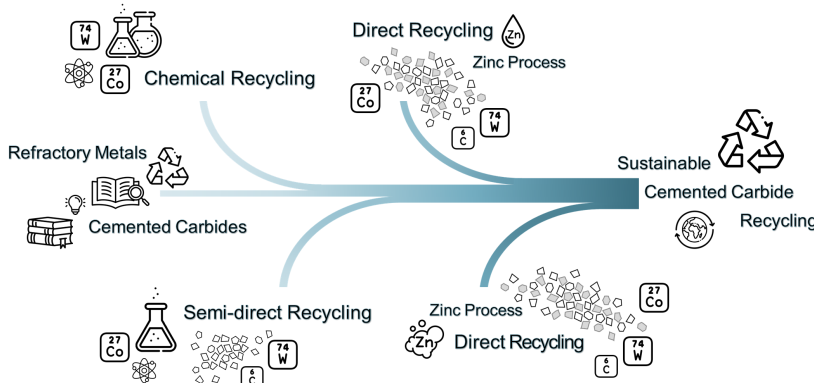 74
W
27
Co
Chemical Recycling
Direct Recycling
Zn
Zinc Process
27
Co
6
C
74
W
Refractory Metals
Cemented Carbides
Sustainable
Cemented Carbide
Recycling
Semi-direct Recycling
27
Co
74
W
6
C
Zinc Process
Zn
Direct Recycling
27
Co
74
W
6
C